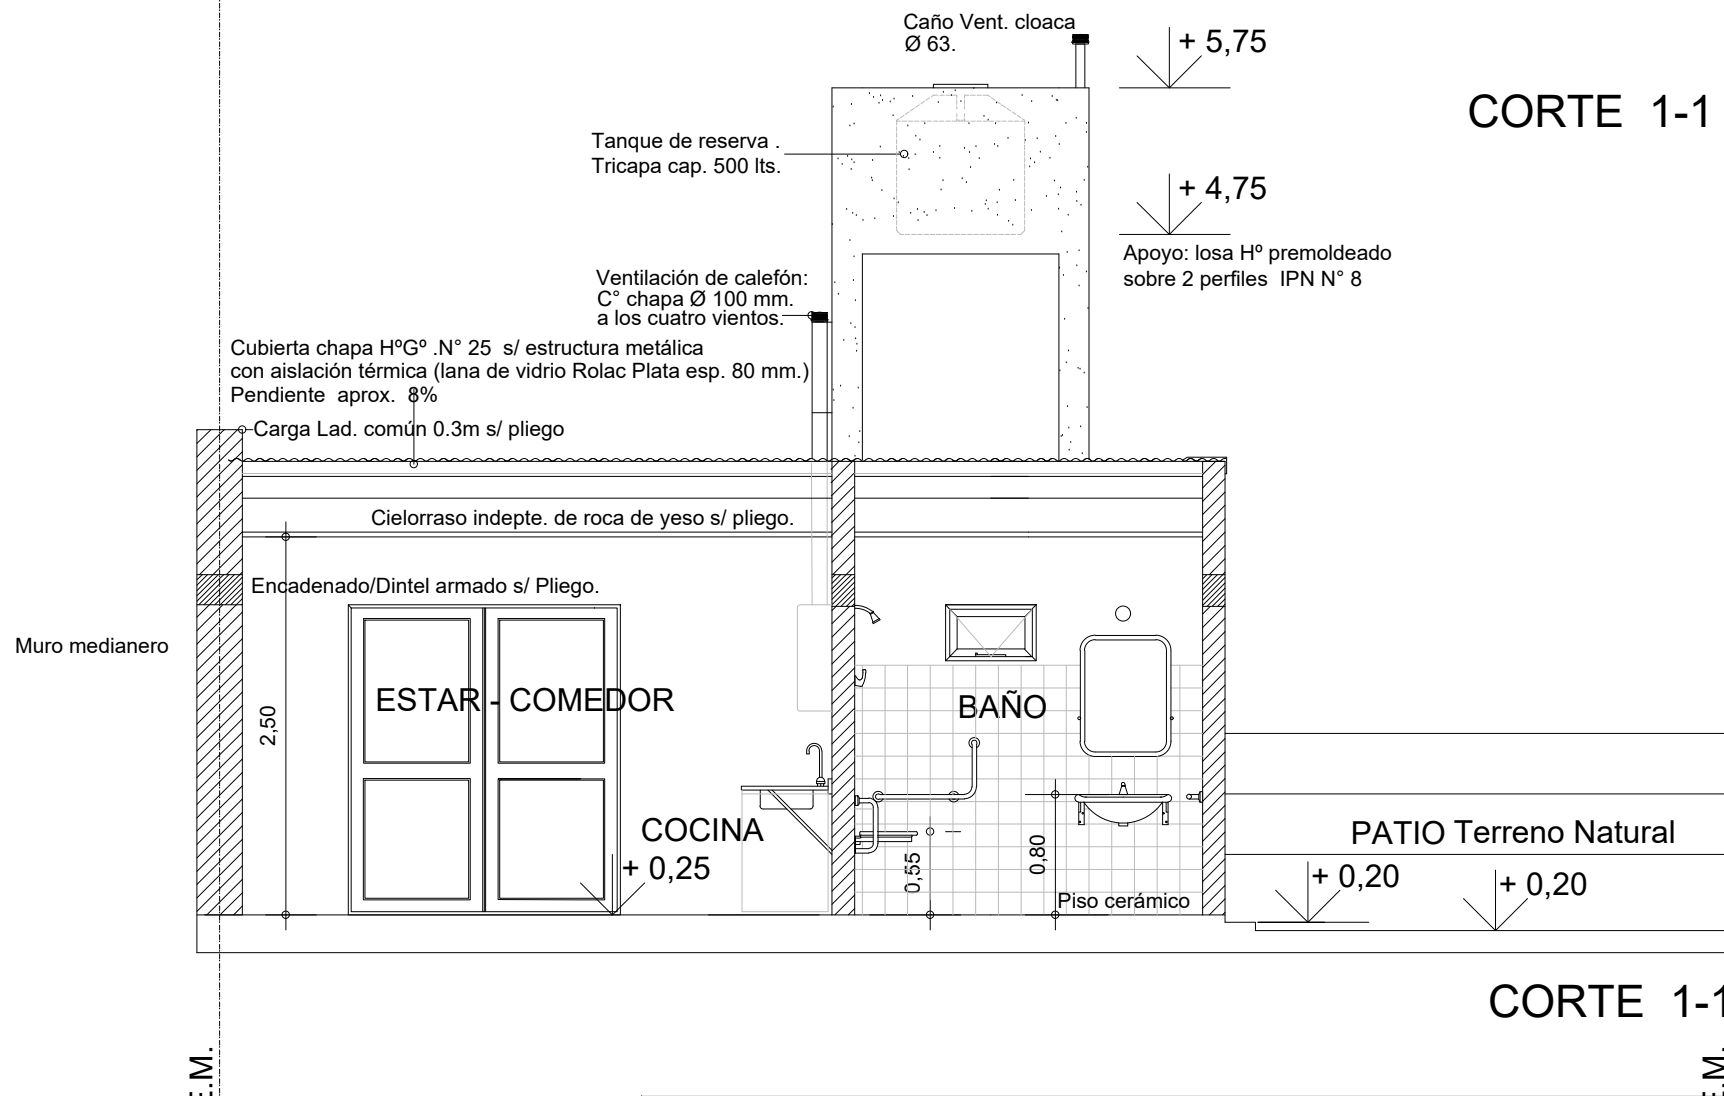 Caño Vent. cloaca
Ø 63.
+ 5,75
CORTE 1-1
Tanque de reserva .
Tricapa cap. 500 lts.
+ 4,75
Apoyo: losa Hº premoldeado
sobre 2 perfiles IPN N° 8
Ventilación de calefón:
C° chapa Ø 100 mm.
a los cuatro vientos.
Cubierta chapa HºGº .N° 25 s/ estructura metálica
con aislación térmica (lana de vidrio Rolac Plata esp. 80 mm.)
Pendiente aprox. 8%
Carga Lad. común 0.3m s/ pliego
Cielorraso indepte. de roca de yeso s/ pliego.
Encadenado/Dintel armado s/ Pliego.
Muro medianero
ESTAR - COMEDOR
BAÑO
2,50
COCINA
+ 0,25
0,55
0,80
Piso cerámico
PATIO Terreno Natural
+ 0,20
+ 0,20
CORTE 1-1
E.M.
E.M.